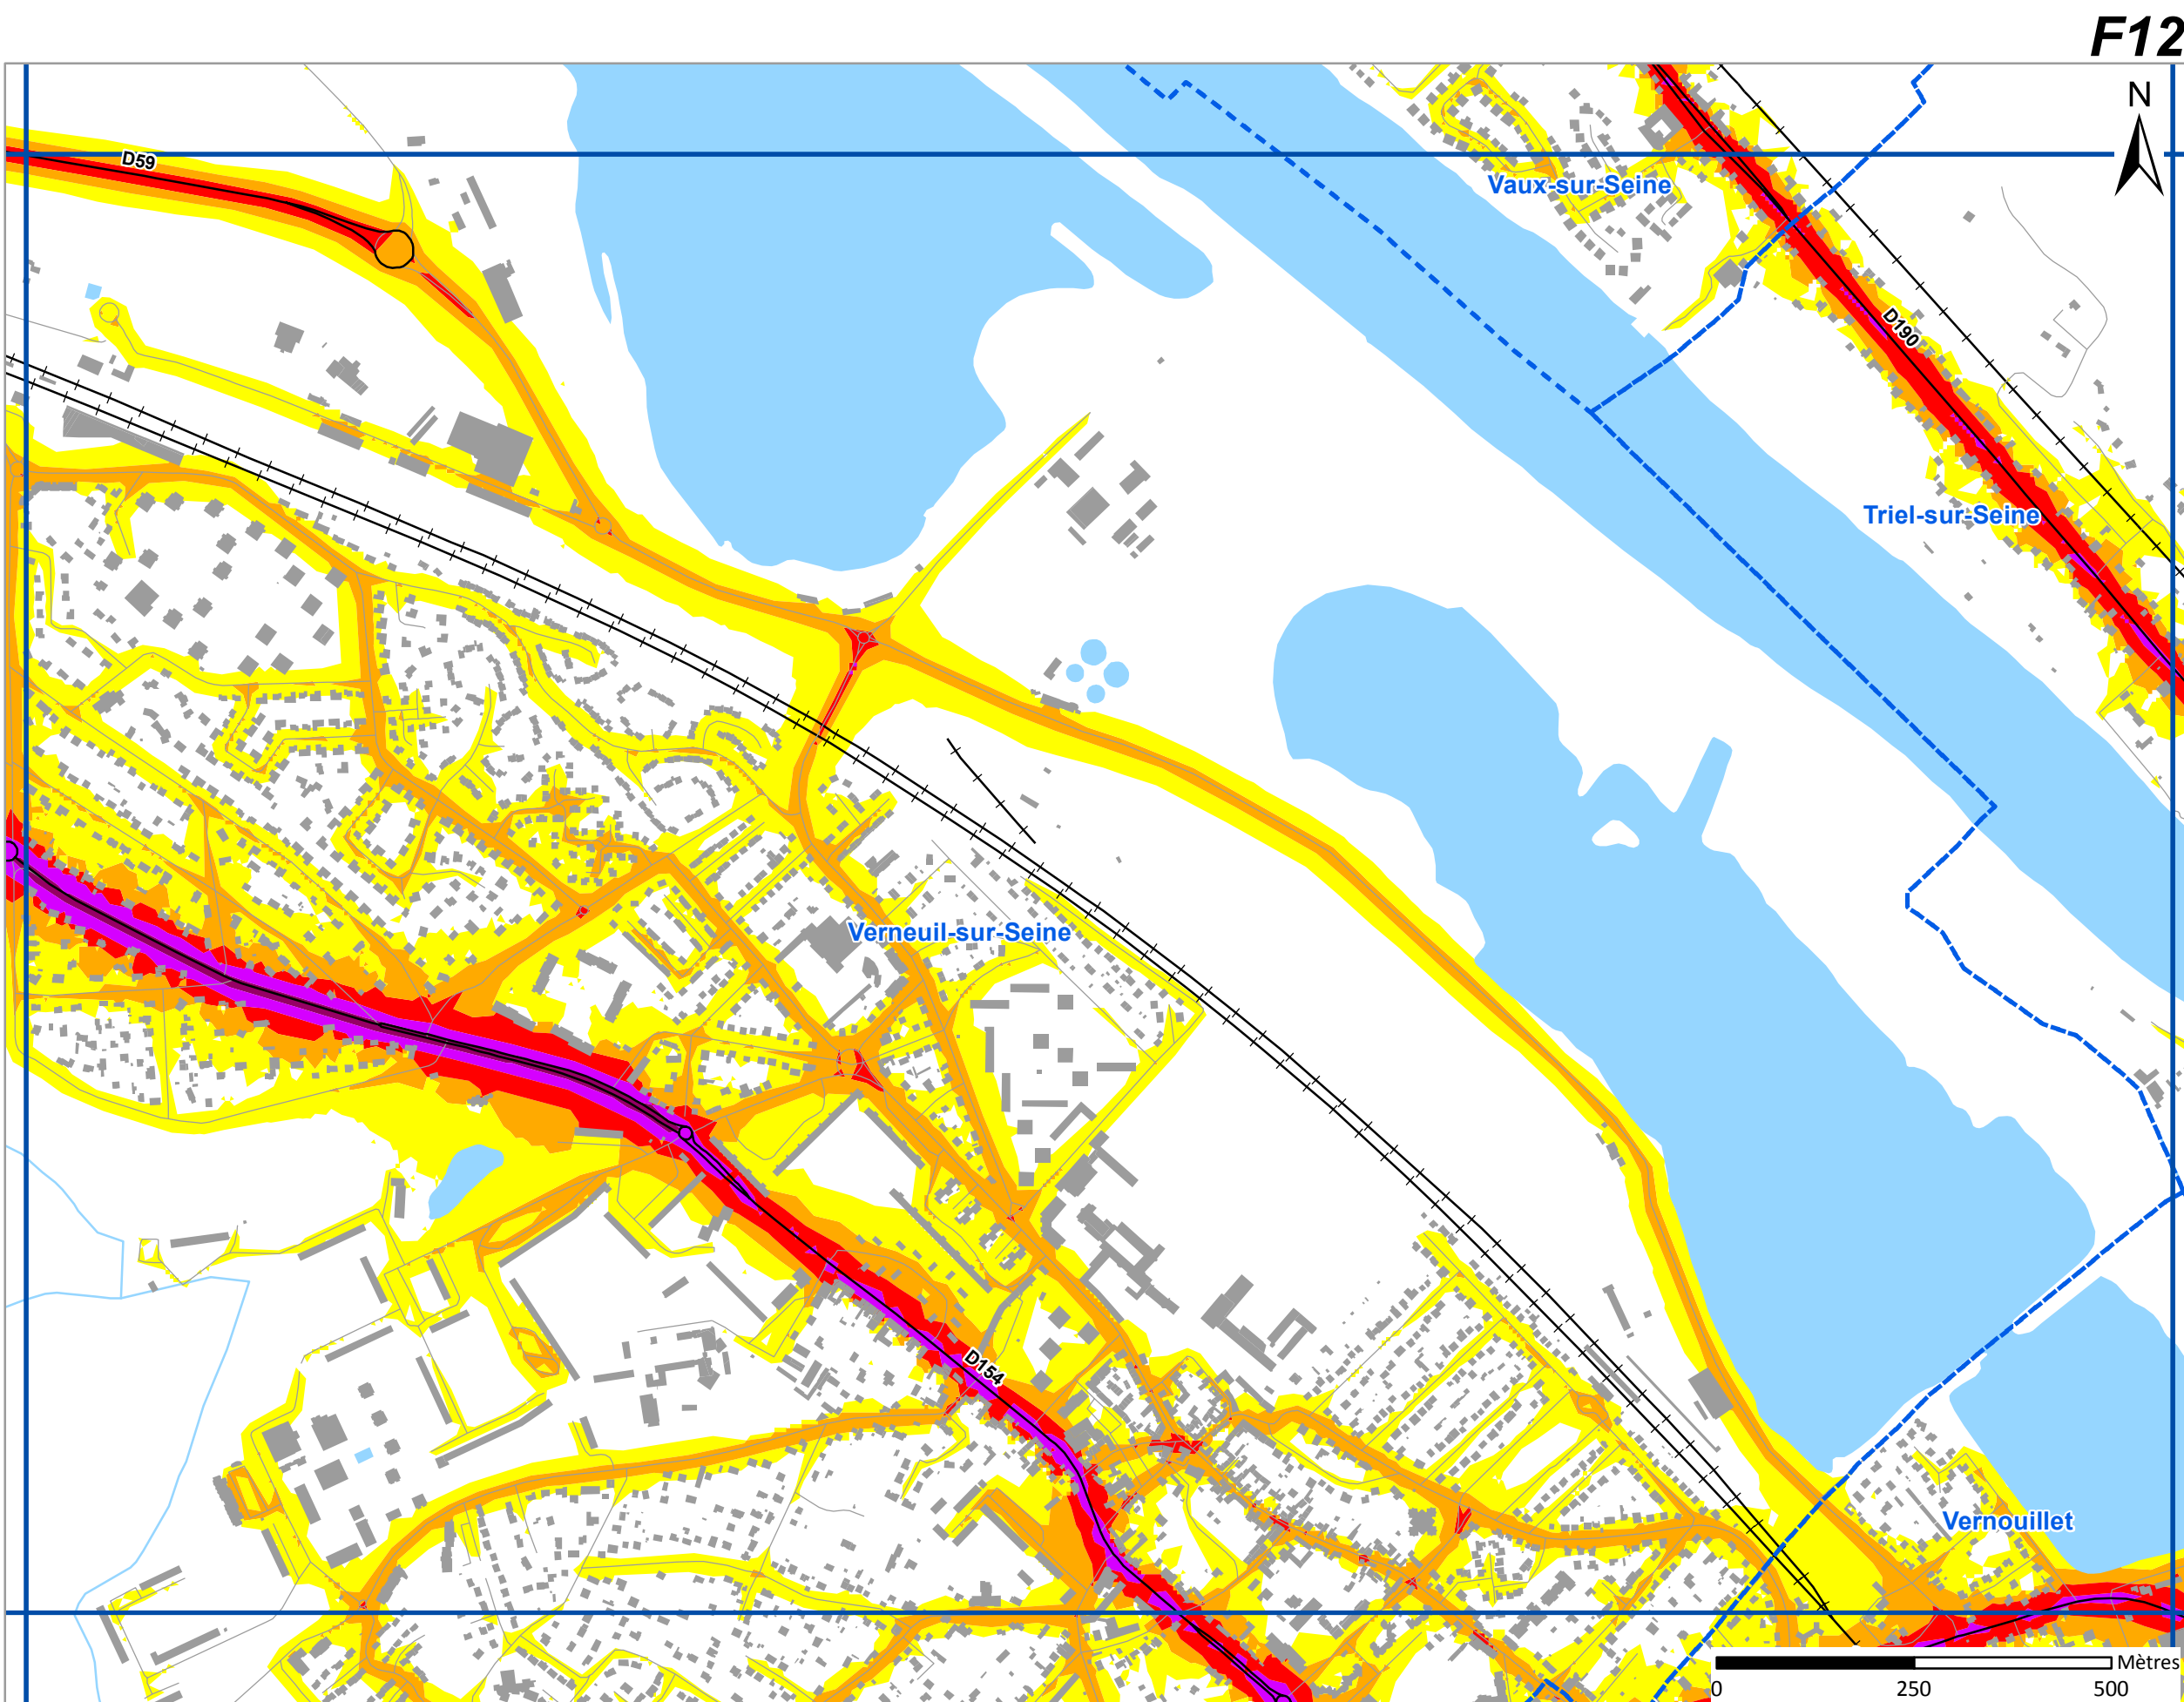 F12
N
D59
Vaux-sur-Seine
D190
Triel-sur-Seine
Verneuil-sur-Seine
D154
Vernouillet
Mètres
0 250 500